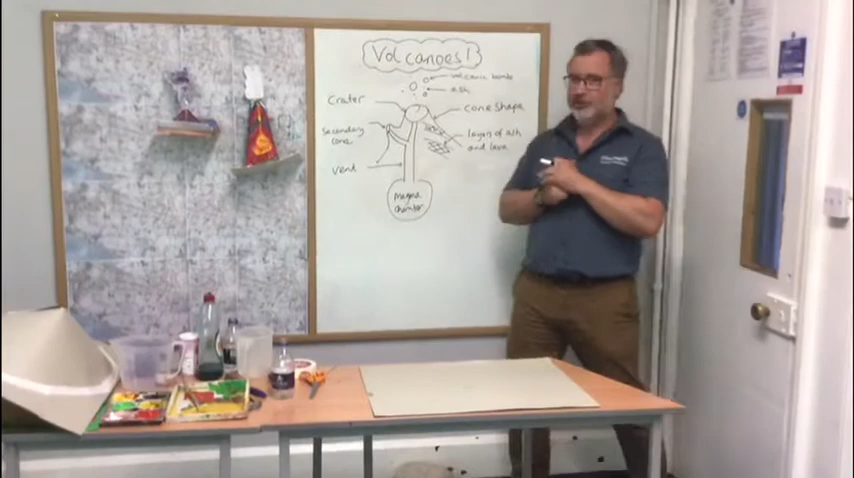 Volcanoes!
volcanic bombs
ash
Crater
Cone shape
Secondary
cone
layers of ash
and lava
vent
Magma
chamber